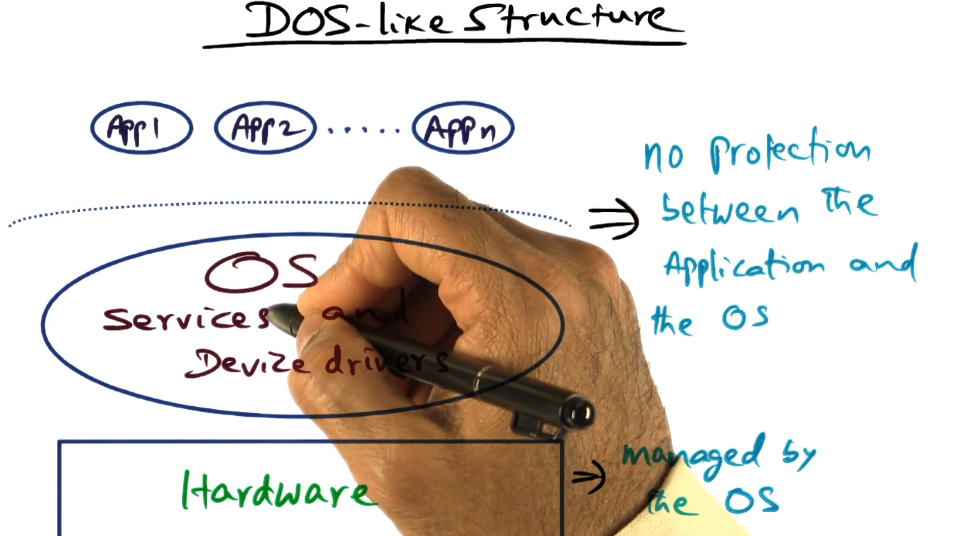 DOS-like Structure
App1 App2 ..... Appn
no Protection
between the
Application and
the OS
OS
Services and
Device drivers
Hardware
managed by
the OS